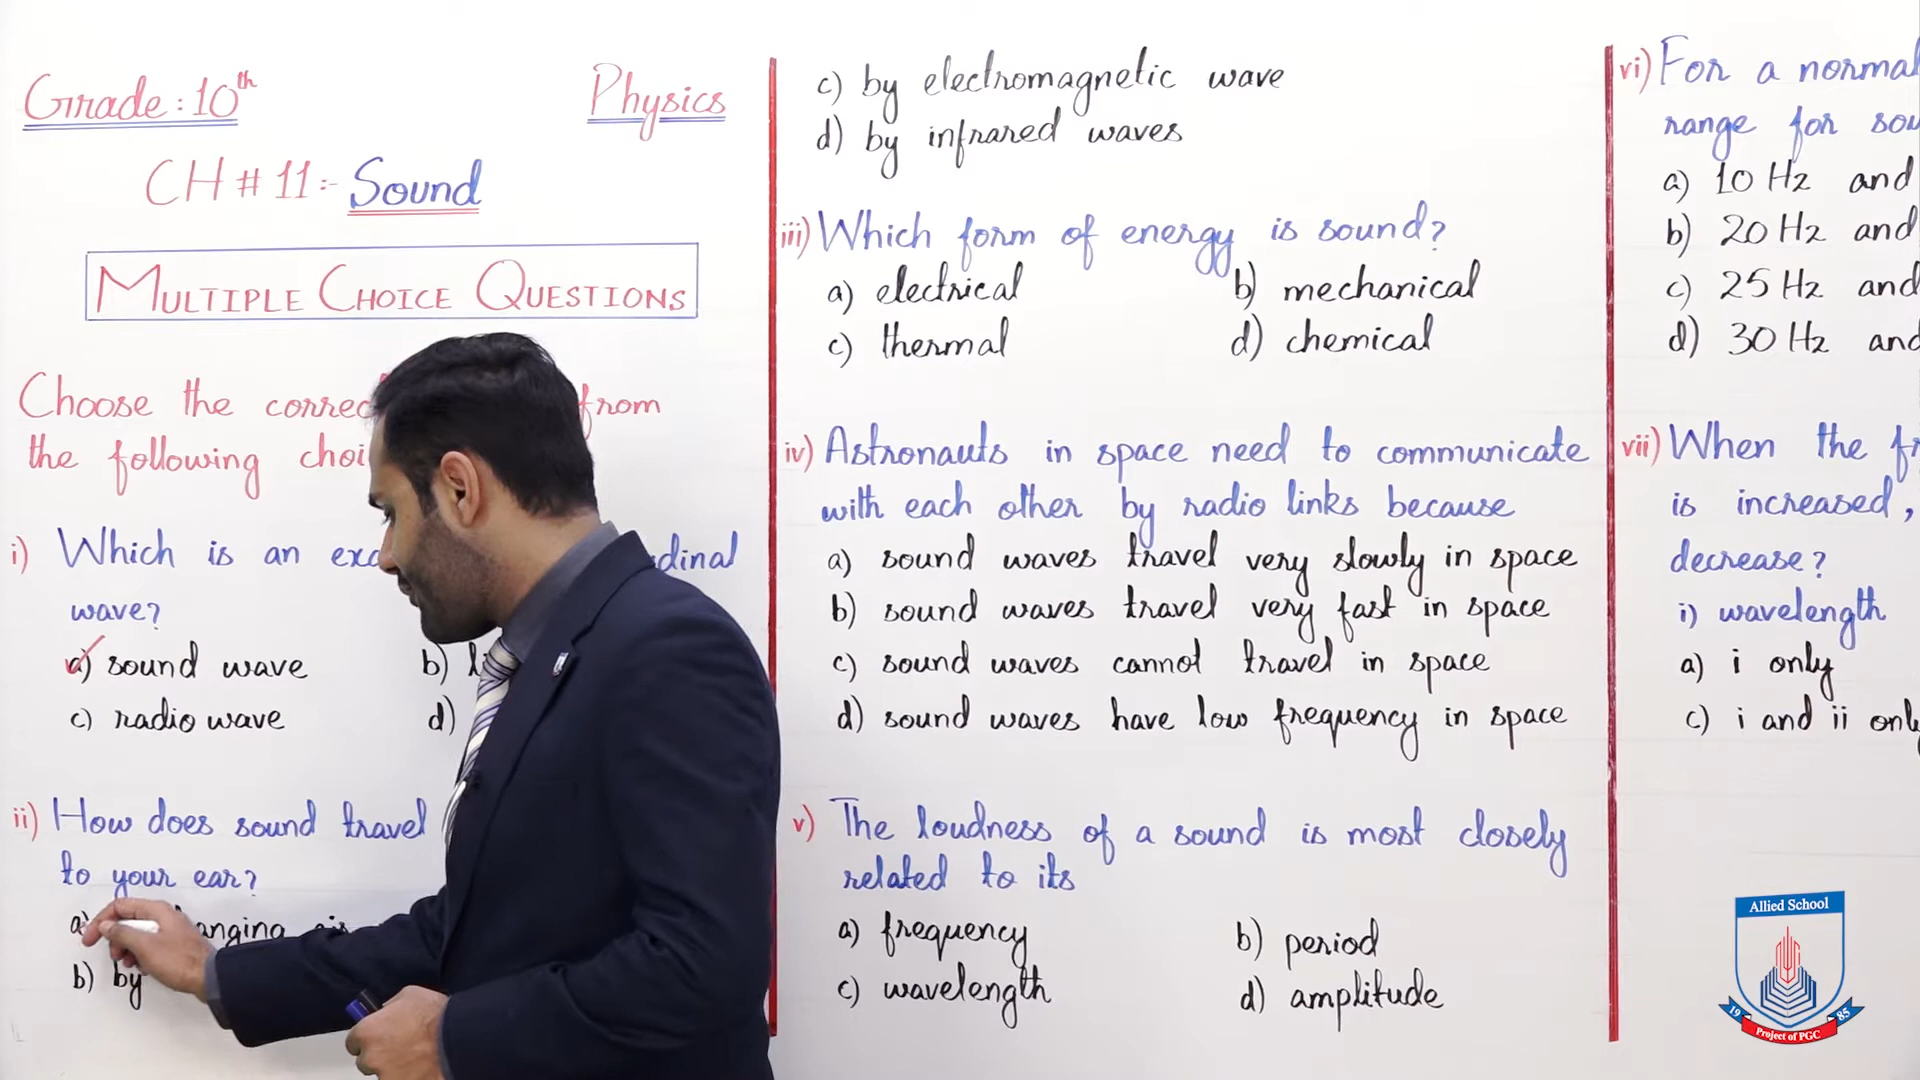 Grade: 10th
Physics
CH # 11:- Sound
MULTIPLE CHOICE QUESTIONS
Choose the from
the following
i) Which is an
wave?
a) sound wave
b)
c) radio wave
d)
ii) How does sound travel
to your ear?
a)
b) by
c) by electromagnetic wave
d) by infrared waves
iii) Which form of energy is sound?
a) electrical
b) mechanical
c) thermal
d) chemical
iv) Astronauts in space need to communicate
with each other by radio links because
a) sound waves travel very slowly in space
b) sound waves travel very fast in space
c) sound waves cannot travel in space
d) sound waves have low frequency in space
v) The loudness of a sound is most closely
related to its
a) frequency
b) period
c) wavelength
d) amplitude
vi) For a normal
range for
a) 10 Hz and
b) 20 Hz and
c) 25 Hz and
d) 30 Hz and
vii) When the
is increased,
decrease?
i) wavelength
a) i only
c) i and ii only
Allied School
19 85
Project of PGC